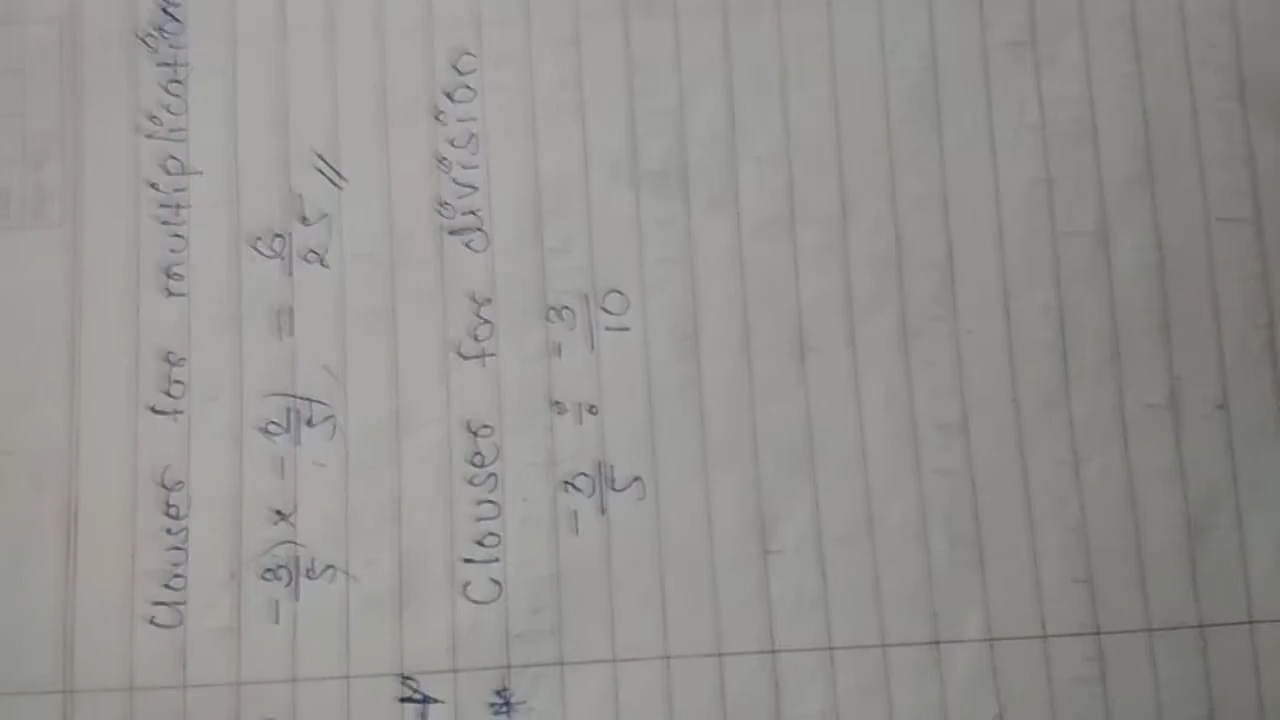 Clouser for multiplication
-3/5) x -2/5) = 6/25 //
* Clouser for division
-3/5 ÷ -3/10